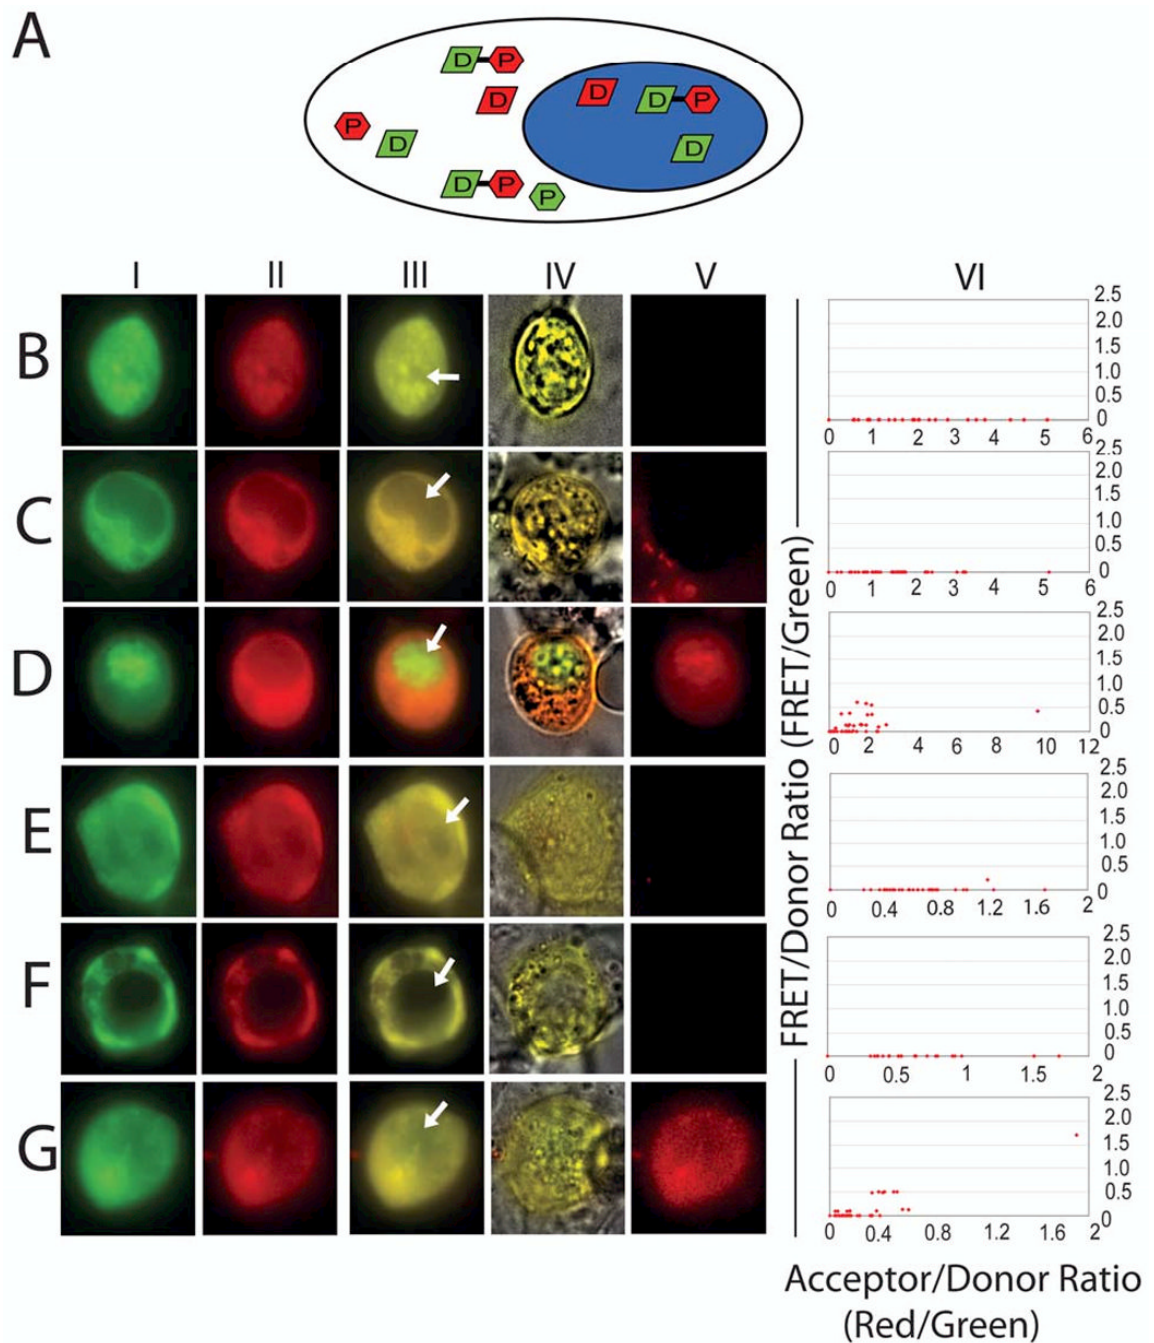 A
D P
D
D D P
P D
D
D P P
I II III IV V VI
B
2.5
2.0
1.5
1.0
0.5
0
0 1 2 3 4 5 6
C
2.5
2.0
1.5
1.0
0.5
0
0 1 2 3 4 5 6
D
2.5
2.0
1.5
1.0
0.5
0
0 2 4 6 8 10 12
E
2.5
2.0
1.5
1.0
0.5
0
0 0.4 0.8 1.2 1.6 2
F
2.5
2.0
1.5
1.0
0.5
0
0 0.5 1 1.5 2
G
2.5
2.0
1.5
1.0
0.5
0
0 0.4 0.8 1.2 1.6 2
FRET/Donor Ratio (FRET/Green)
Acceptor/Donor Ratio
(Red/Green)